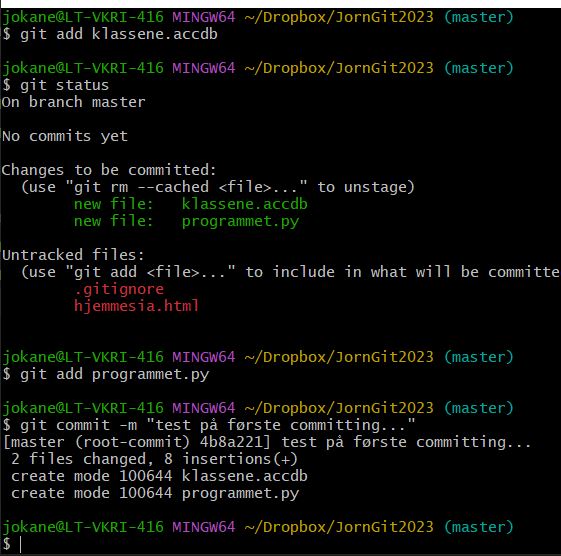 jokane@LT-VKRI-416 MINGW64 ~/Dropbox/JornGit2023 (master)
$ git add klassene.accdb
jokane@LT-VKRI-416 MINGW64 ~/Dropbox/JornGit2023 (master)
$ git status
On branch master
No commits yet
Changes to be committed:
(use "git rm --cached <file>..." to unstage)
new file:   klassene.accdb
new file:   programmet.py
Untracked files:
(use "git add <file>..." to include in what will be committe
.gitignore
hjemmesia.html
jokane@LT-VKRI-416 MINGW64 ~/Dropbox/JornGit2023 (master)
$ git add programmet.py
jokane@LT-VKRI-416 MINGW64 ~/Dropbox/JornGit2023 (master)
$ git commit -m "test på første committing..."
[master (root-commit) 4b8a221] test på første committing...
2 files changed, 8 insertions(+)
create mode 100644 klassene.accdb
create mode 100644 programmet.py
jokane@LT-VKRI-416 MINGW64 ~/Dropbox/JornGit2023 (master)
$